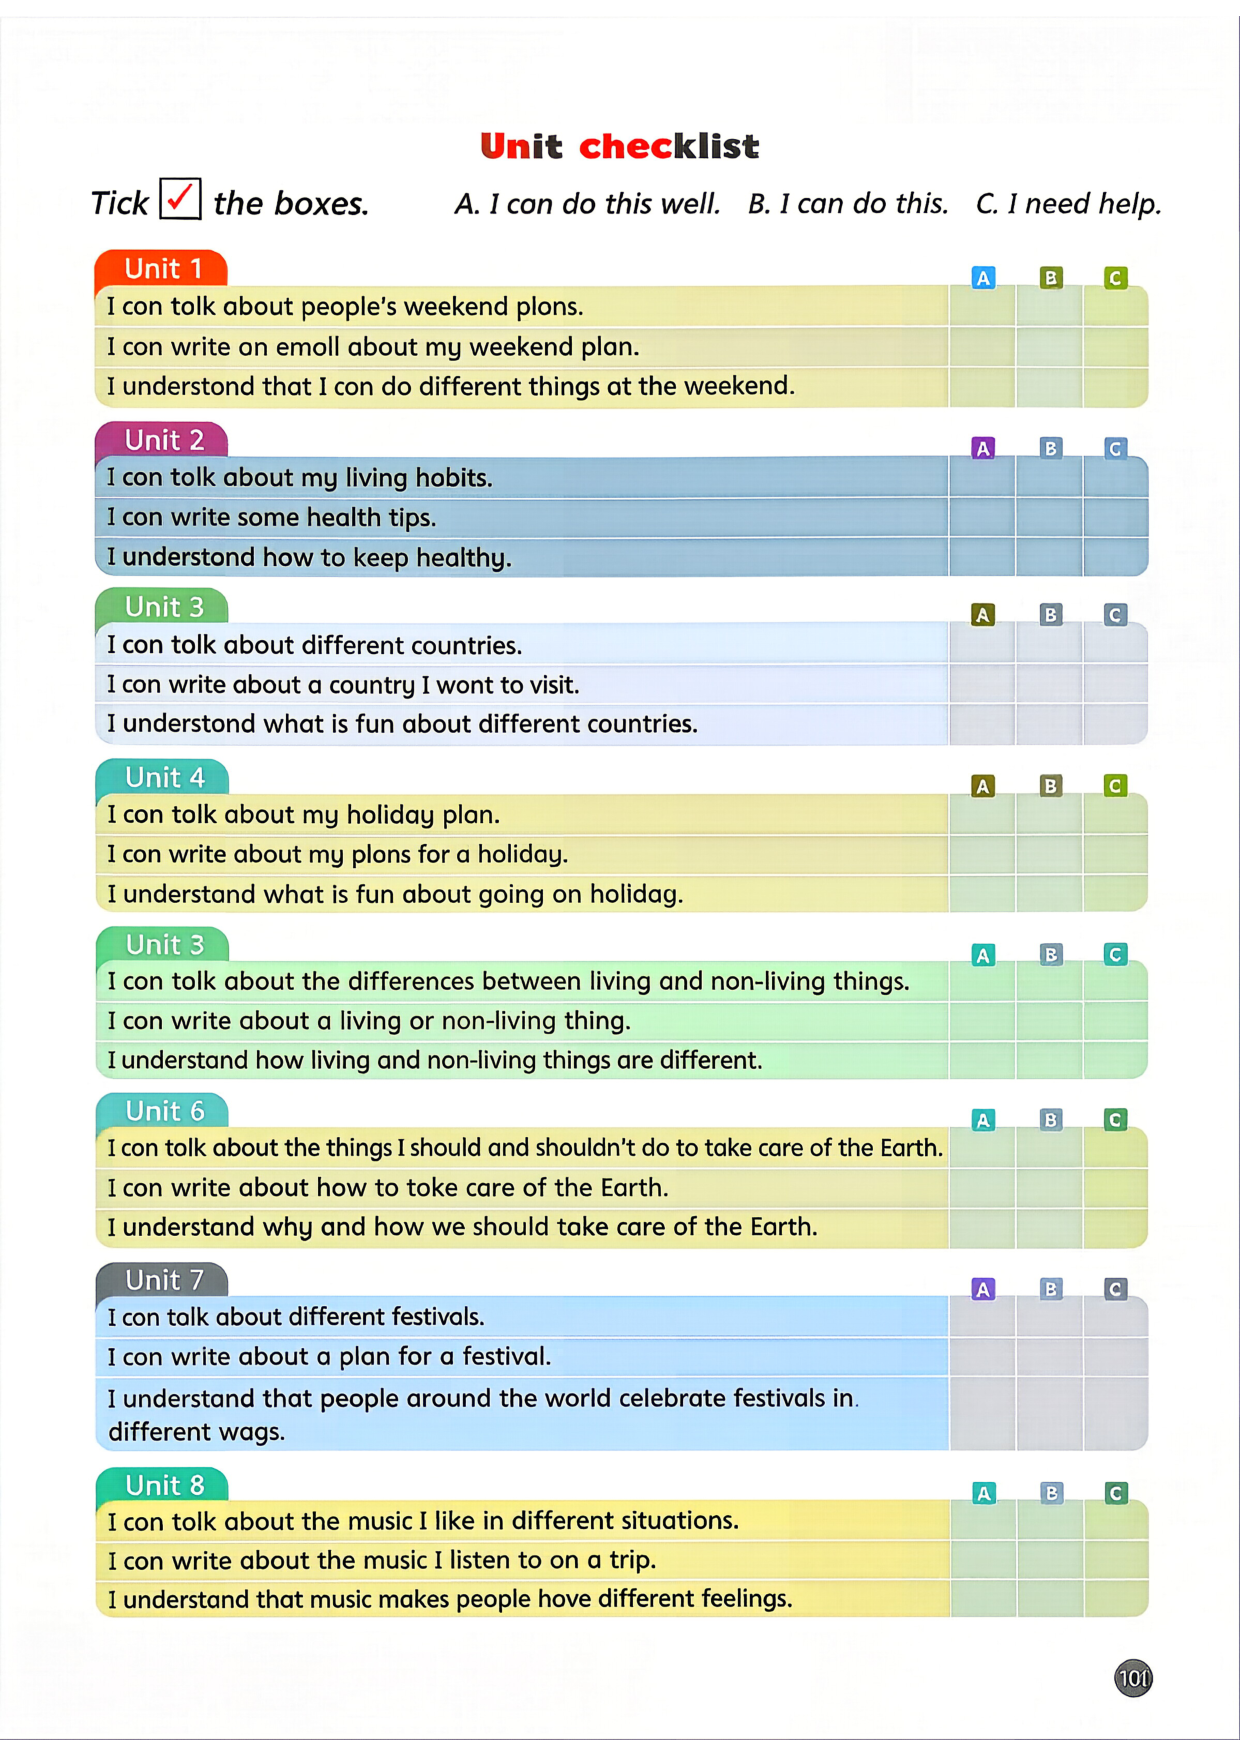 Unit checklist
Tick ✓ the boxes. A. I can do this well. B. I can do this. C. I need help.
Unit 1 A B C
I con tolk about people's weekend plons.
I con write on emoll about my weekend plan.
I understond that I con do different things at the weekend.
Unit 2 A B C
I con tolk about my living hobits.
I con write some health tips.
I understond how to keep healthy.
Unit 3 A B C
I con tolk about different countries.
I con write about a country I wont to visit.
I understond what is fun about different countries.
Unit 4 A B C
I con tolk about my holiday plan.
I con write about my plons for a holiday.
I understand what is fun about going on holidag.
Unit 3 A B C
I con talk about the differences between living and non-living things.
I con write about a living or non-living thing.
I understand how living and non-living things are different.
Unit 6 A B C
I con tolk about the things I should and shouldn't do to take care of the Earth.
I con write about how to toke care of the Earth.
I understand why and how we should take care of the Earth.
Unit 7 A B C
I con talk about different festivals.
I con write about a plan for a festival.
I understand that people around the world celebrate festivals in.
different wags.
Unit 8 A B C
I con tolk about the music I like in different situations.
I con write about the music I listen to on a trip.
I understand that music makes people hove different feelings.
101